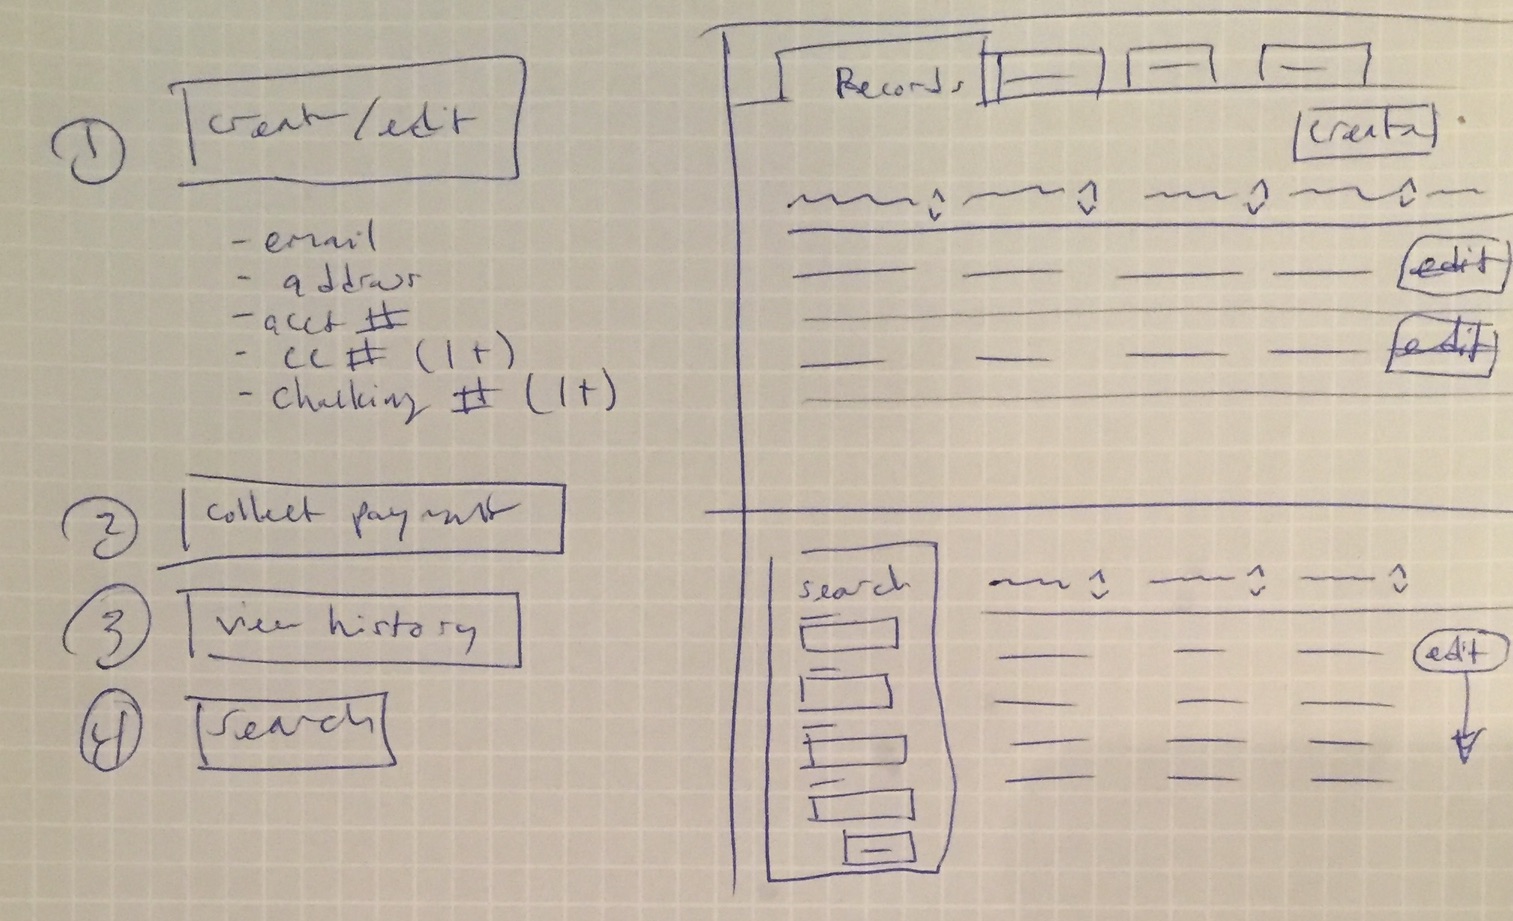 1
create/edit
- email
- address
- acct #
- cc # (1+)
- checking # (1+)
2
collect payment
3
view history
4
search
Records
create
edit
edit
search
edit